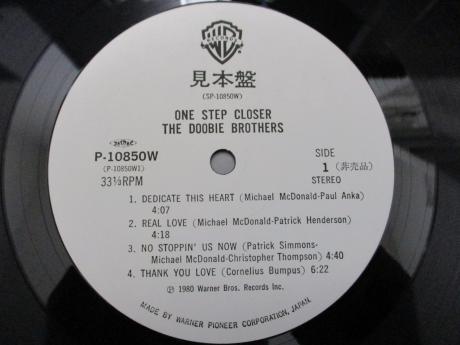 WB
RECORDS
見本盤
(SP-10850W)
ONE STEP CLOSER
THE DOOBIE BROTHERS
P-10850W
(P-10850W1)
33⅓RPM
SIDE
1 (非売品)
STEREO
1. DEDICATE THIS HEART (Michael McDonald-Paul Anka)
4:07
2. REAL LOVE (Michael McDonald-Patrick Henderson)
4:18
3. NO STOPPIN' US NOW (Patrick Simmons-
Michael McDonald-Christopher Thompson) 4:40
4. THANK YOU LOVE (Cornelius Bumpus) 6:22
Ⓟ 1980 Warner Bros. Records Inc.
MADE BY WARNER PIONEER CORPORATION, JAPAN